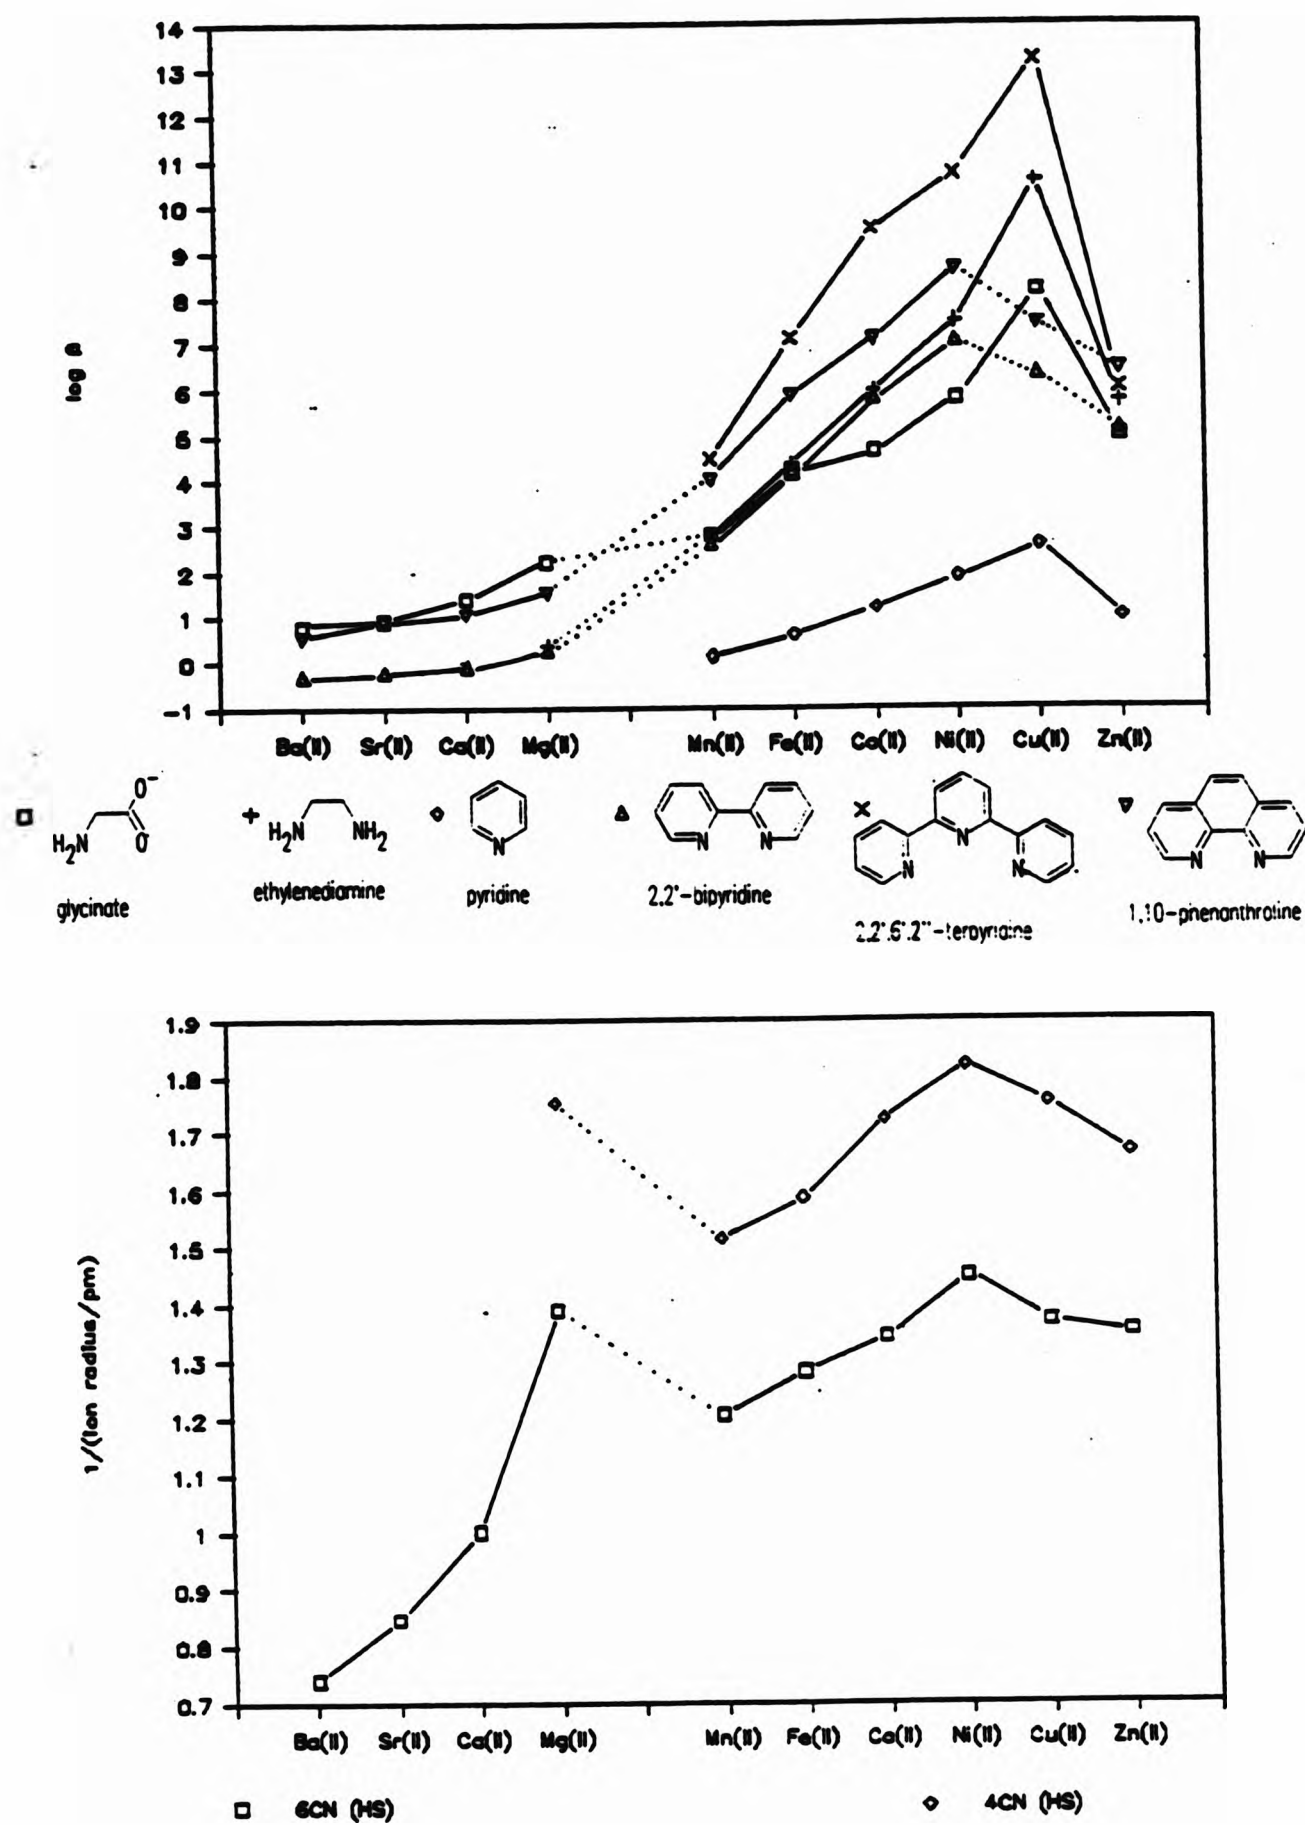 14
13
12
11
10
9
8
7
6
5
4
3
2
1
0
-1
log β
Ba(II) Sr(II) Ca(II) Mg(II) Mn(II) Fe(II) Co(II) Ni(II) Cu(II) Zn(II)
H2N O- O
glycinate
H2N NH2
ethylenediamine
N
pyridine
N N
2,2'-bipyridine
N N N
2,2':6',2''-terpyridine
N N
1,10-phenanthroline
1.9
1.8
1.7
1.6
1.5
1.4
1.3
1.2
1.1
1
0.9
0.8
0.7
1/(ion radius/pm)
Ba(II) Sr(II) Ca(II) Mg(II) Mn(II) Fe(II) Co(II) Ni(II) Cu(II) Zn(II)
6CN (HS) 4CN (HS)